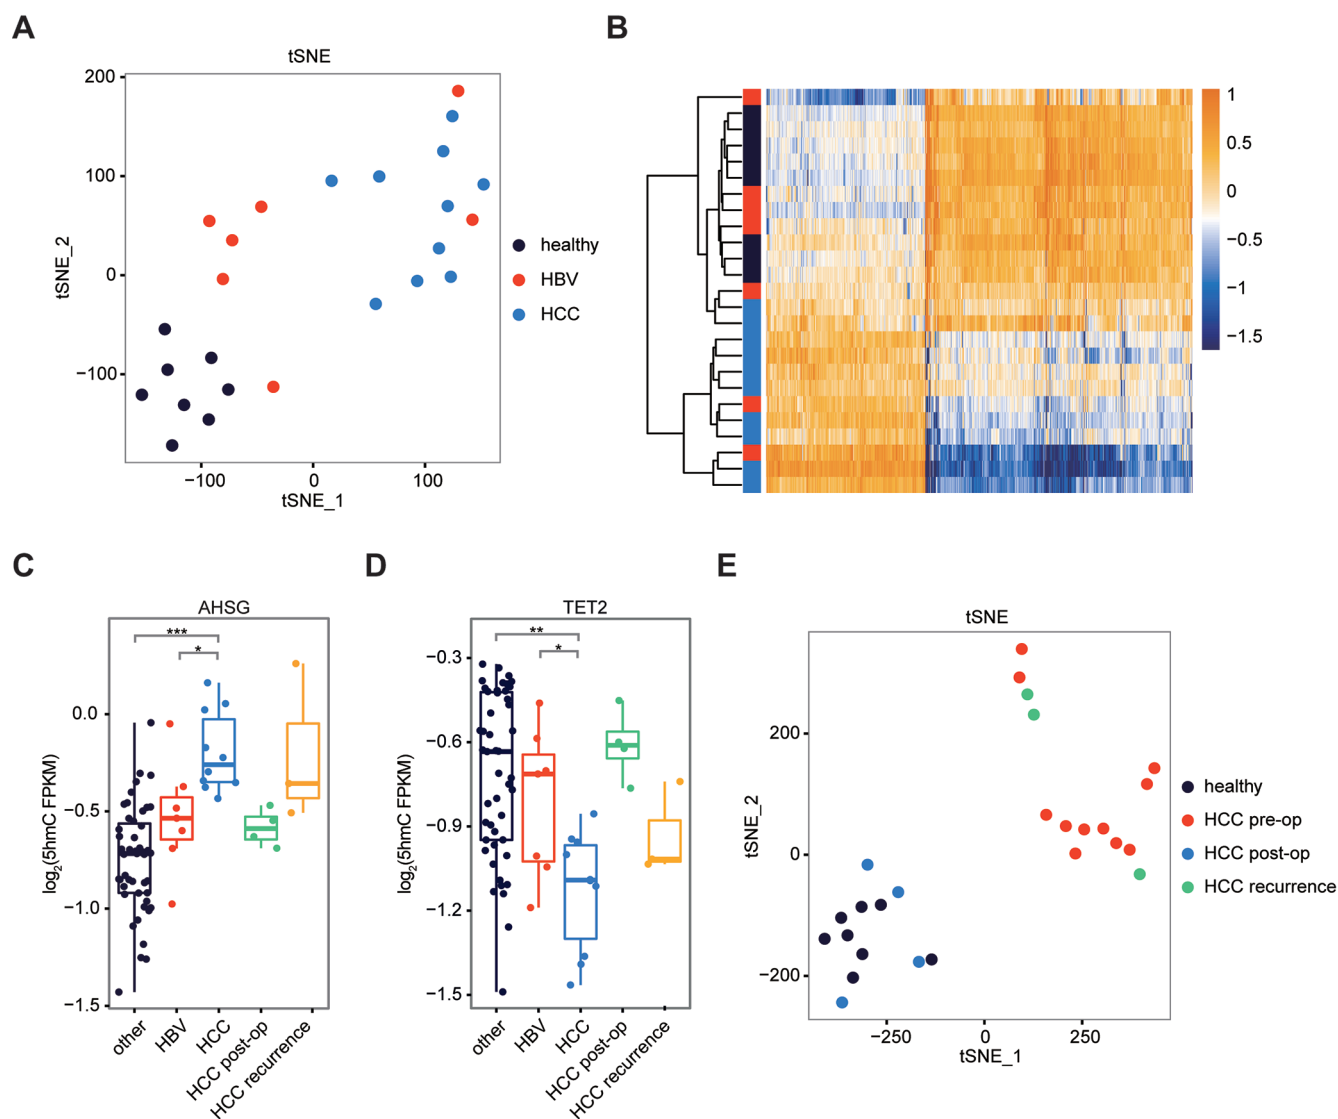 A
tSNE
200
100
0
−100
tSNE_2
−100
0
100
tSNE_1
healthy
HBV
HCC
B
1
0.5
0
−0.5
−1
−1.5
C
AHSG
***
*
0.0
−0.5
−1.0
−1.5
log2(5hmC FPKM)
other
HBV
HCC
HCC post-op
HCC recurrence
D
TET2
**
*
−0.3
−0.6
−0.9
−1.2
−1.5
log2(5hmC FPKM)
other
HBV
HCC
HCC post-op
HCC recurrence
E
tSNE
200
0
−200
tSNE_2
−250
0
250
tSNE_1
healthy
HCC pre-op
HCC post-op
HCC recurrence